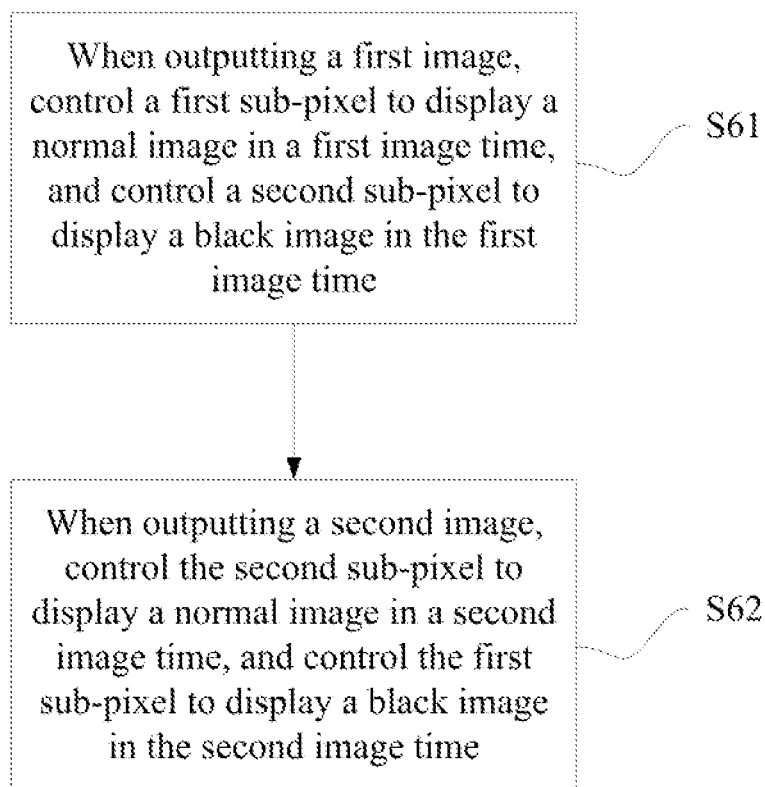 When outputting a first image,
control a first sub-pixel to display a
normal image in a first image time,
and control a second sub-pixel to
display a black image in the first
image time
S61
When outputting a second image,
control the second sub-pixel to
display a normal image in a second
image time, and control the first
sub-pixel to display a black image
in the second image time
S62